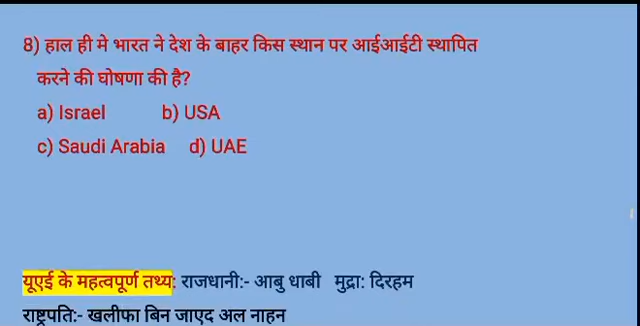 8) हाल ही मे भारत ने देश के बाहर किस स्थान पर आईआईटी स्थापित
करने की घोषणा की है?
a) Israel b) USA
c) Saudi Arabia d) UAE
यूएई के महत्वपूर्ण तथ्य: राजधानी:- आबु धाबी मुद्रा: दिरहम
राष्ट्रपति:- खलीफा बिन जाएद अल नाहन